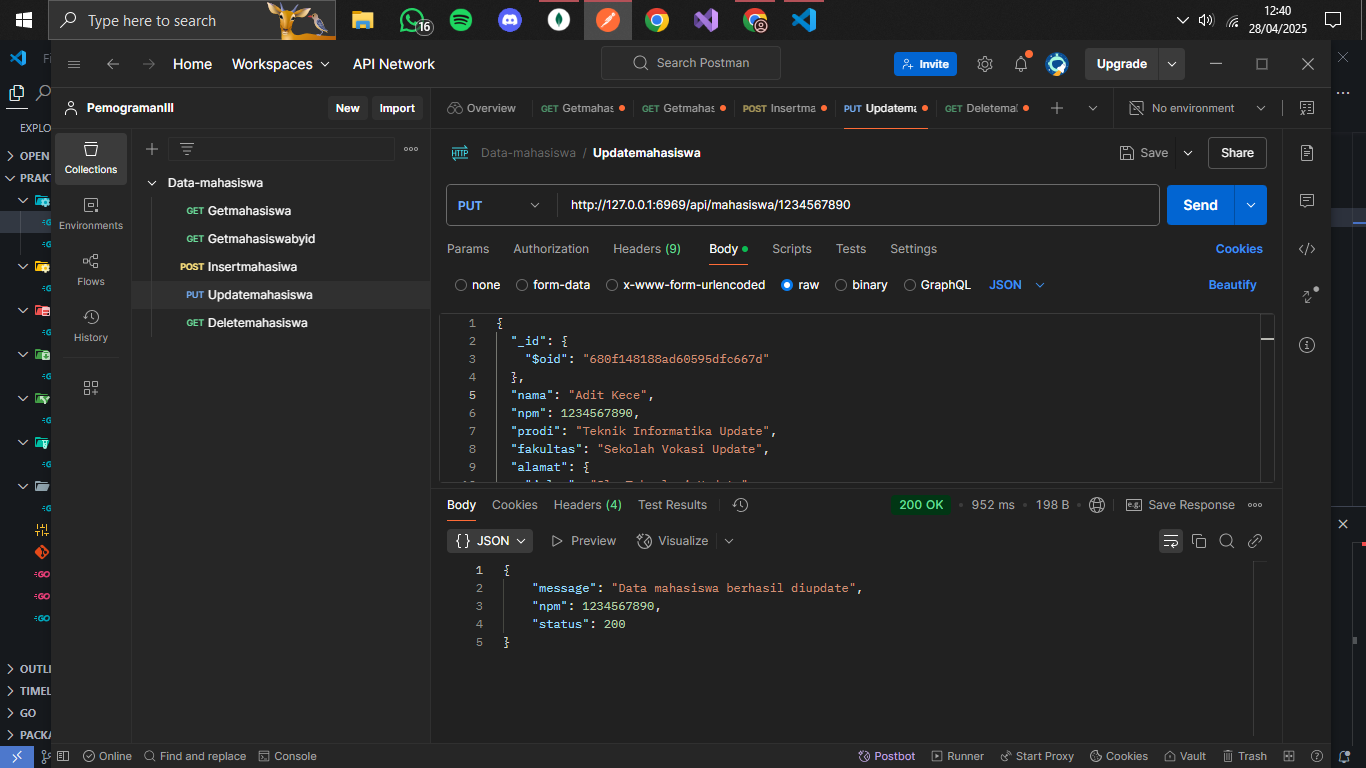 Type here to search
16
12:40
28/04/2025
Home
Workspaces
API Network
Search Postman
Invite
Upgrade
PemogramanIII
New
Import
Overview
GET Getmahas
GET Getmahas
POST Insertma
PUT Updatema
GET Deletemal
No environment
EXPLO
OPEN
PRAKT
Collections
Environments
Flows
History
Data-mahasiswa
GET Getmahasiswa
GET Getmahasiswabyid
POST Insertmahasiwa
PUT Updatemahasiswa
GET Deletemahasiswa
HTTP
Data-mahasiswa / Updatemahasiswa
Save
Share
PUT
http://127.0.0.1:6969/api/mahasiswa/1234567890
Send
Params
Authorization
Headers (9)
Body
Scripts
Tests
Settings
Cookies
none
form-data
x-www-form-urlencoded
raw
binary
GraphQL
JSON
Beautify
1 {
2 "_id": {
3 "$oid": "680f148188ad60595dfc667d"
4 },
5 "nama": "Adit Kece",
6 "npm": 1234567890,
7 "prodi": "Teknik Informatika Update",
8 "fakultas": "Sekolah Vokasi Update",
9 "alamat": {
Body
Cookies
Headers (4)
Test Results
200 OK
952 ms
198 B
e.g.
Save Response
{} JSON
Preview
Visualize
1 {
2 "message": "Data mahasiswa berhasil diupdate",
3 "npm": 1234567890,
4 "status": 200
5 }
OUTLI
TIMEL
GO
PACKA
Online
Find and replace
Console
Postbot
Runner
Start Proxy
Cookies
Vault
Trash